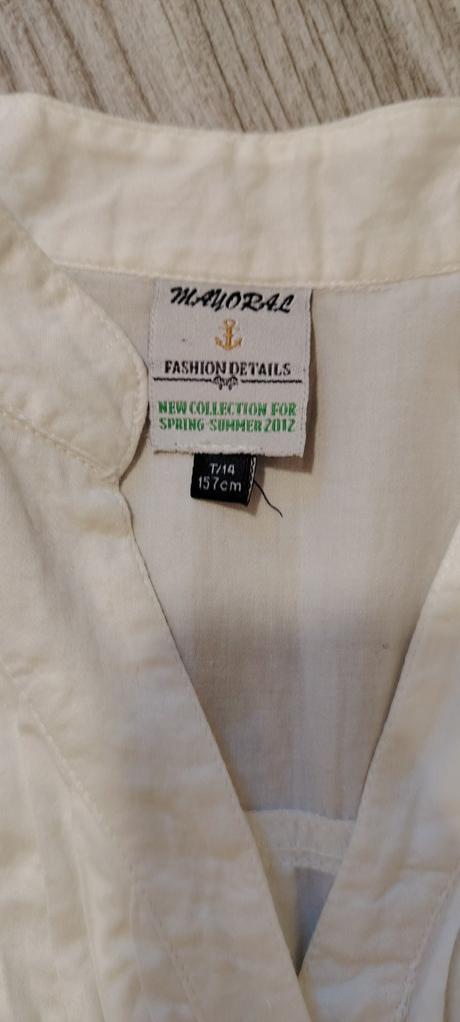 MAYORAL
FASHION DETAILS
NEW COLLECTION FOR
SPRING-SUMMER 2012
T/14
157cm